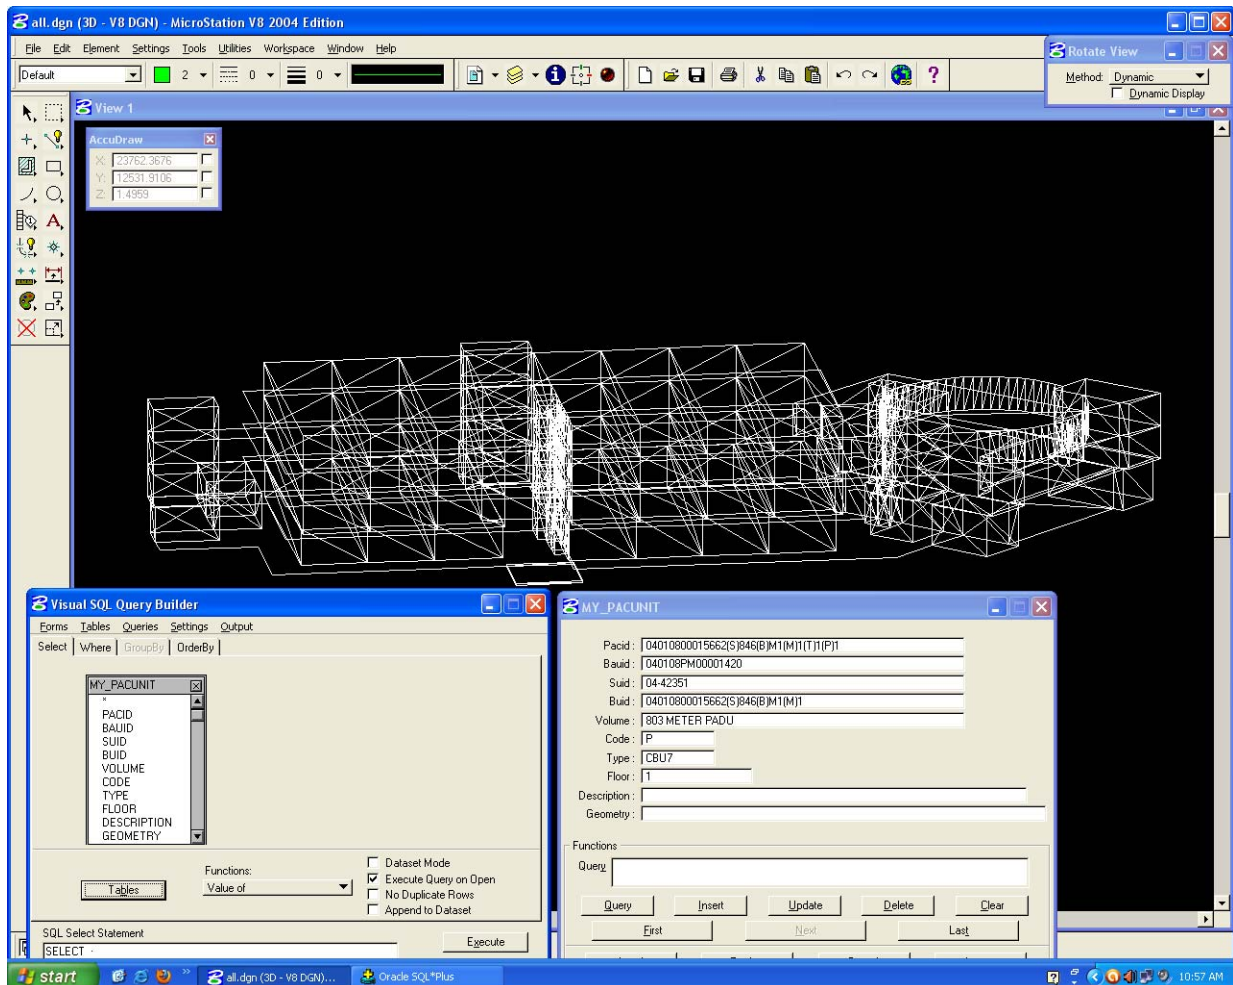 all.dgn (3D - V8 DGN) - MicroStation V8 2004 Edition
File Edit Element Settings Tools Utilities Workspace Window Help
Rotate View
Default 2 0 0
Method: Dynamic
Dynamic Display
View 1
AccuDraw
X: 23762.3676
Y: 12531.9106
Z: 1.4959
Visual SQL Query Builder
Forms Tables Queries Settings Output
Select Where GroupBy OrderBy
MY_PACUNIT
*
PACID
BAUID
SUID
BUID
VOLUME
CODE
TYPE
FLOOR
DESCRIPTION
GEOMETRY
Tables
Functions:
Value of
Dataset Mode
Execute Query on Open
No Duplicate Rows
Append to Dataset
SQL Select Statement
SELECT
Execute
MY_PACUNIT
Pacid : 04010800015662(S)846(B)M1(M)1(T)1(P)1
Bauid : 040108PM00001420
Suid : 04-42351
Buid : 04010800015662(S)846(B)M1(M)1
Volume : 803 METER PADU
Code : P
Type : CBU7
Floor : 1
Description :
Geometry :
Functions
Query
Query Insert Update Delete Clear
First Next Last
start all.dgn (3D - V8 DGN)... Oracle SQL*Plus 10:57 AM